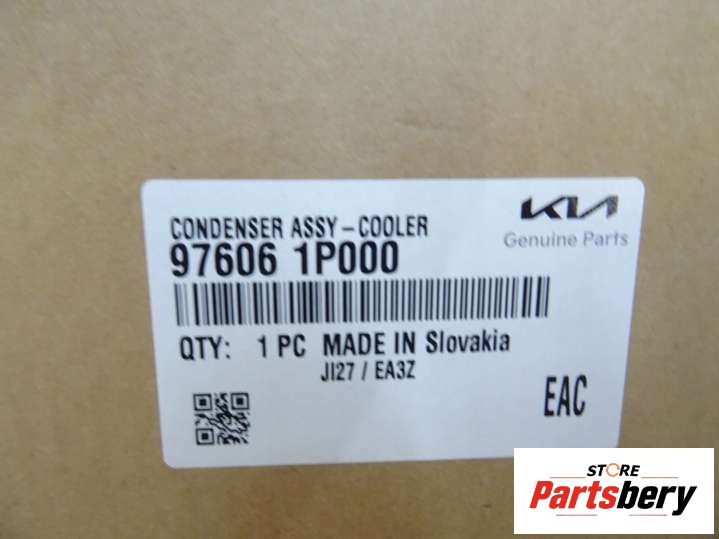 CONDENSER ASSY-COOLER
KIA
97606 1P000
Genuine Parts
QTY: 1 PC MADE IN Slovakia
JI27 / EA3Z
EAC
STORE
Partsbery